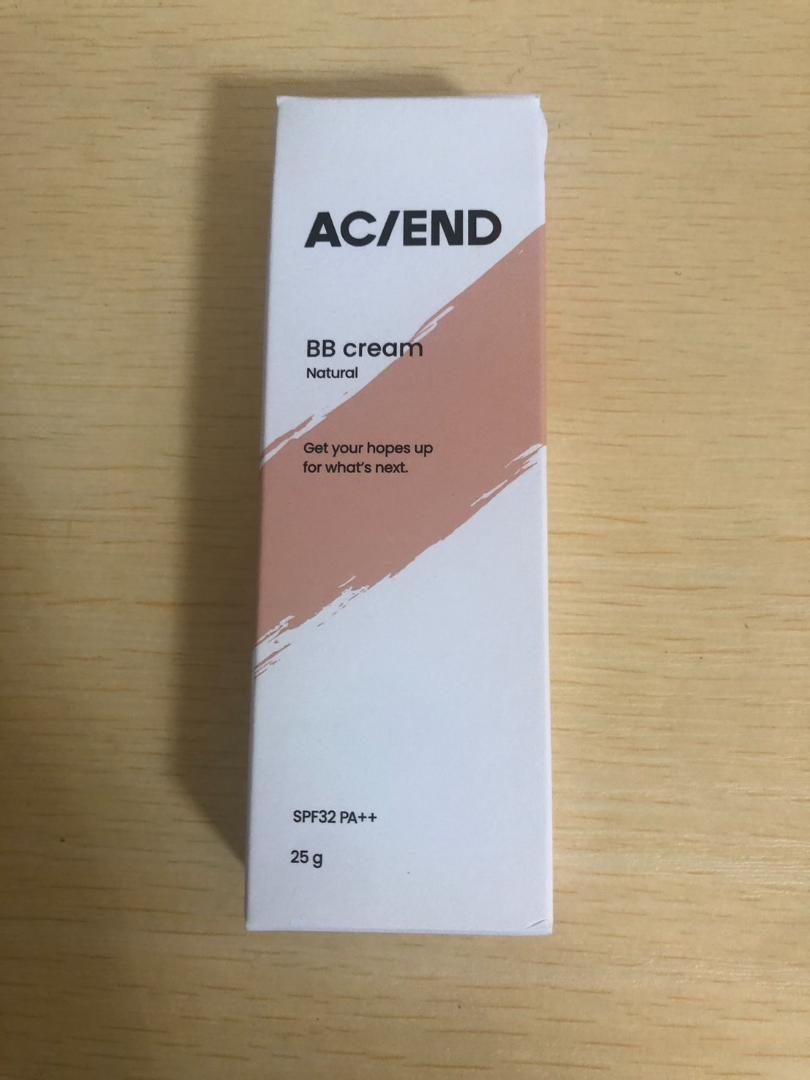 AC/END
BB cream
Natural
Get your hopes up
for what's next.
SPF32 PA++
25 g